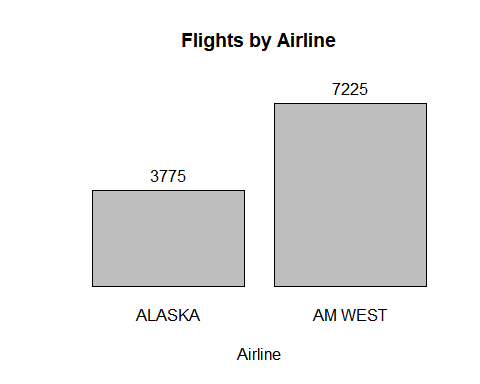 Flights by Airline
7225
3775
ALASKA AM WEST
Airline